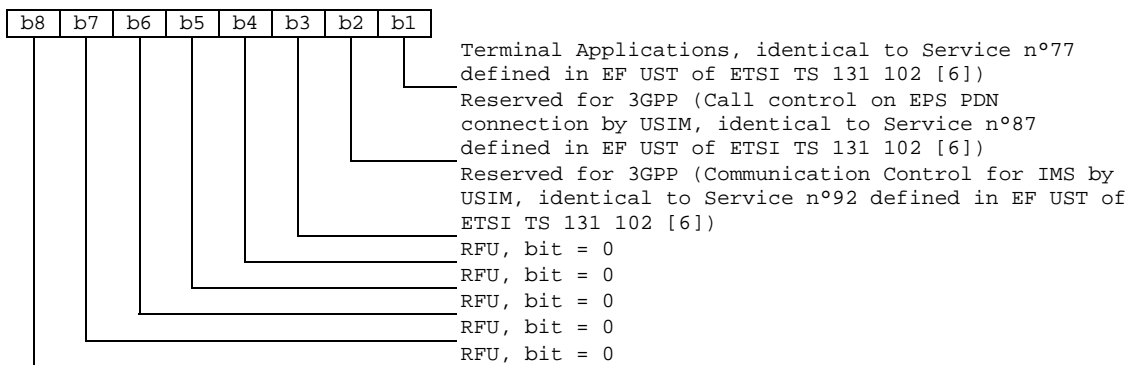 b8 b7 b6 b5 b4 b3 b2 b1
Terminal Applications, identical to Service n°77
defined in EF UST of ETSI TS 131 102 [6])
Reserved for 3GPP (Call control on EPS PDN
connection by USIM, identical to Service n°87
defined in EF UST of ETSI TS 131 102 [6])
Reserved for 3GPP (Communication Control for IMS by
USIM, identical to Service n°92 defined in EF UST of
ETSI TS 131 102 [6])
RFU, bit = 0
RFU, bit = 0
RFU, bit = 0
RFU, bit = 0
RFU, bit = 0